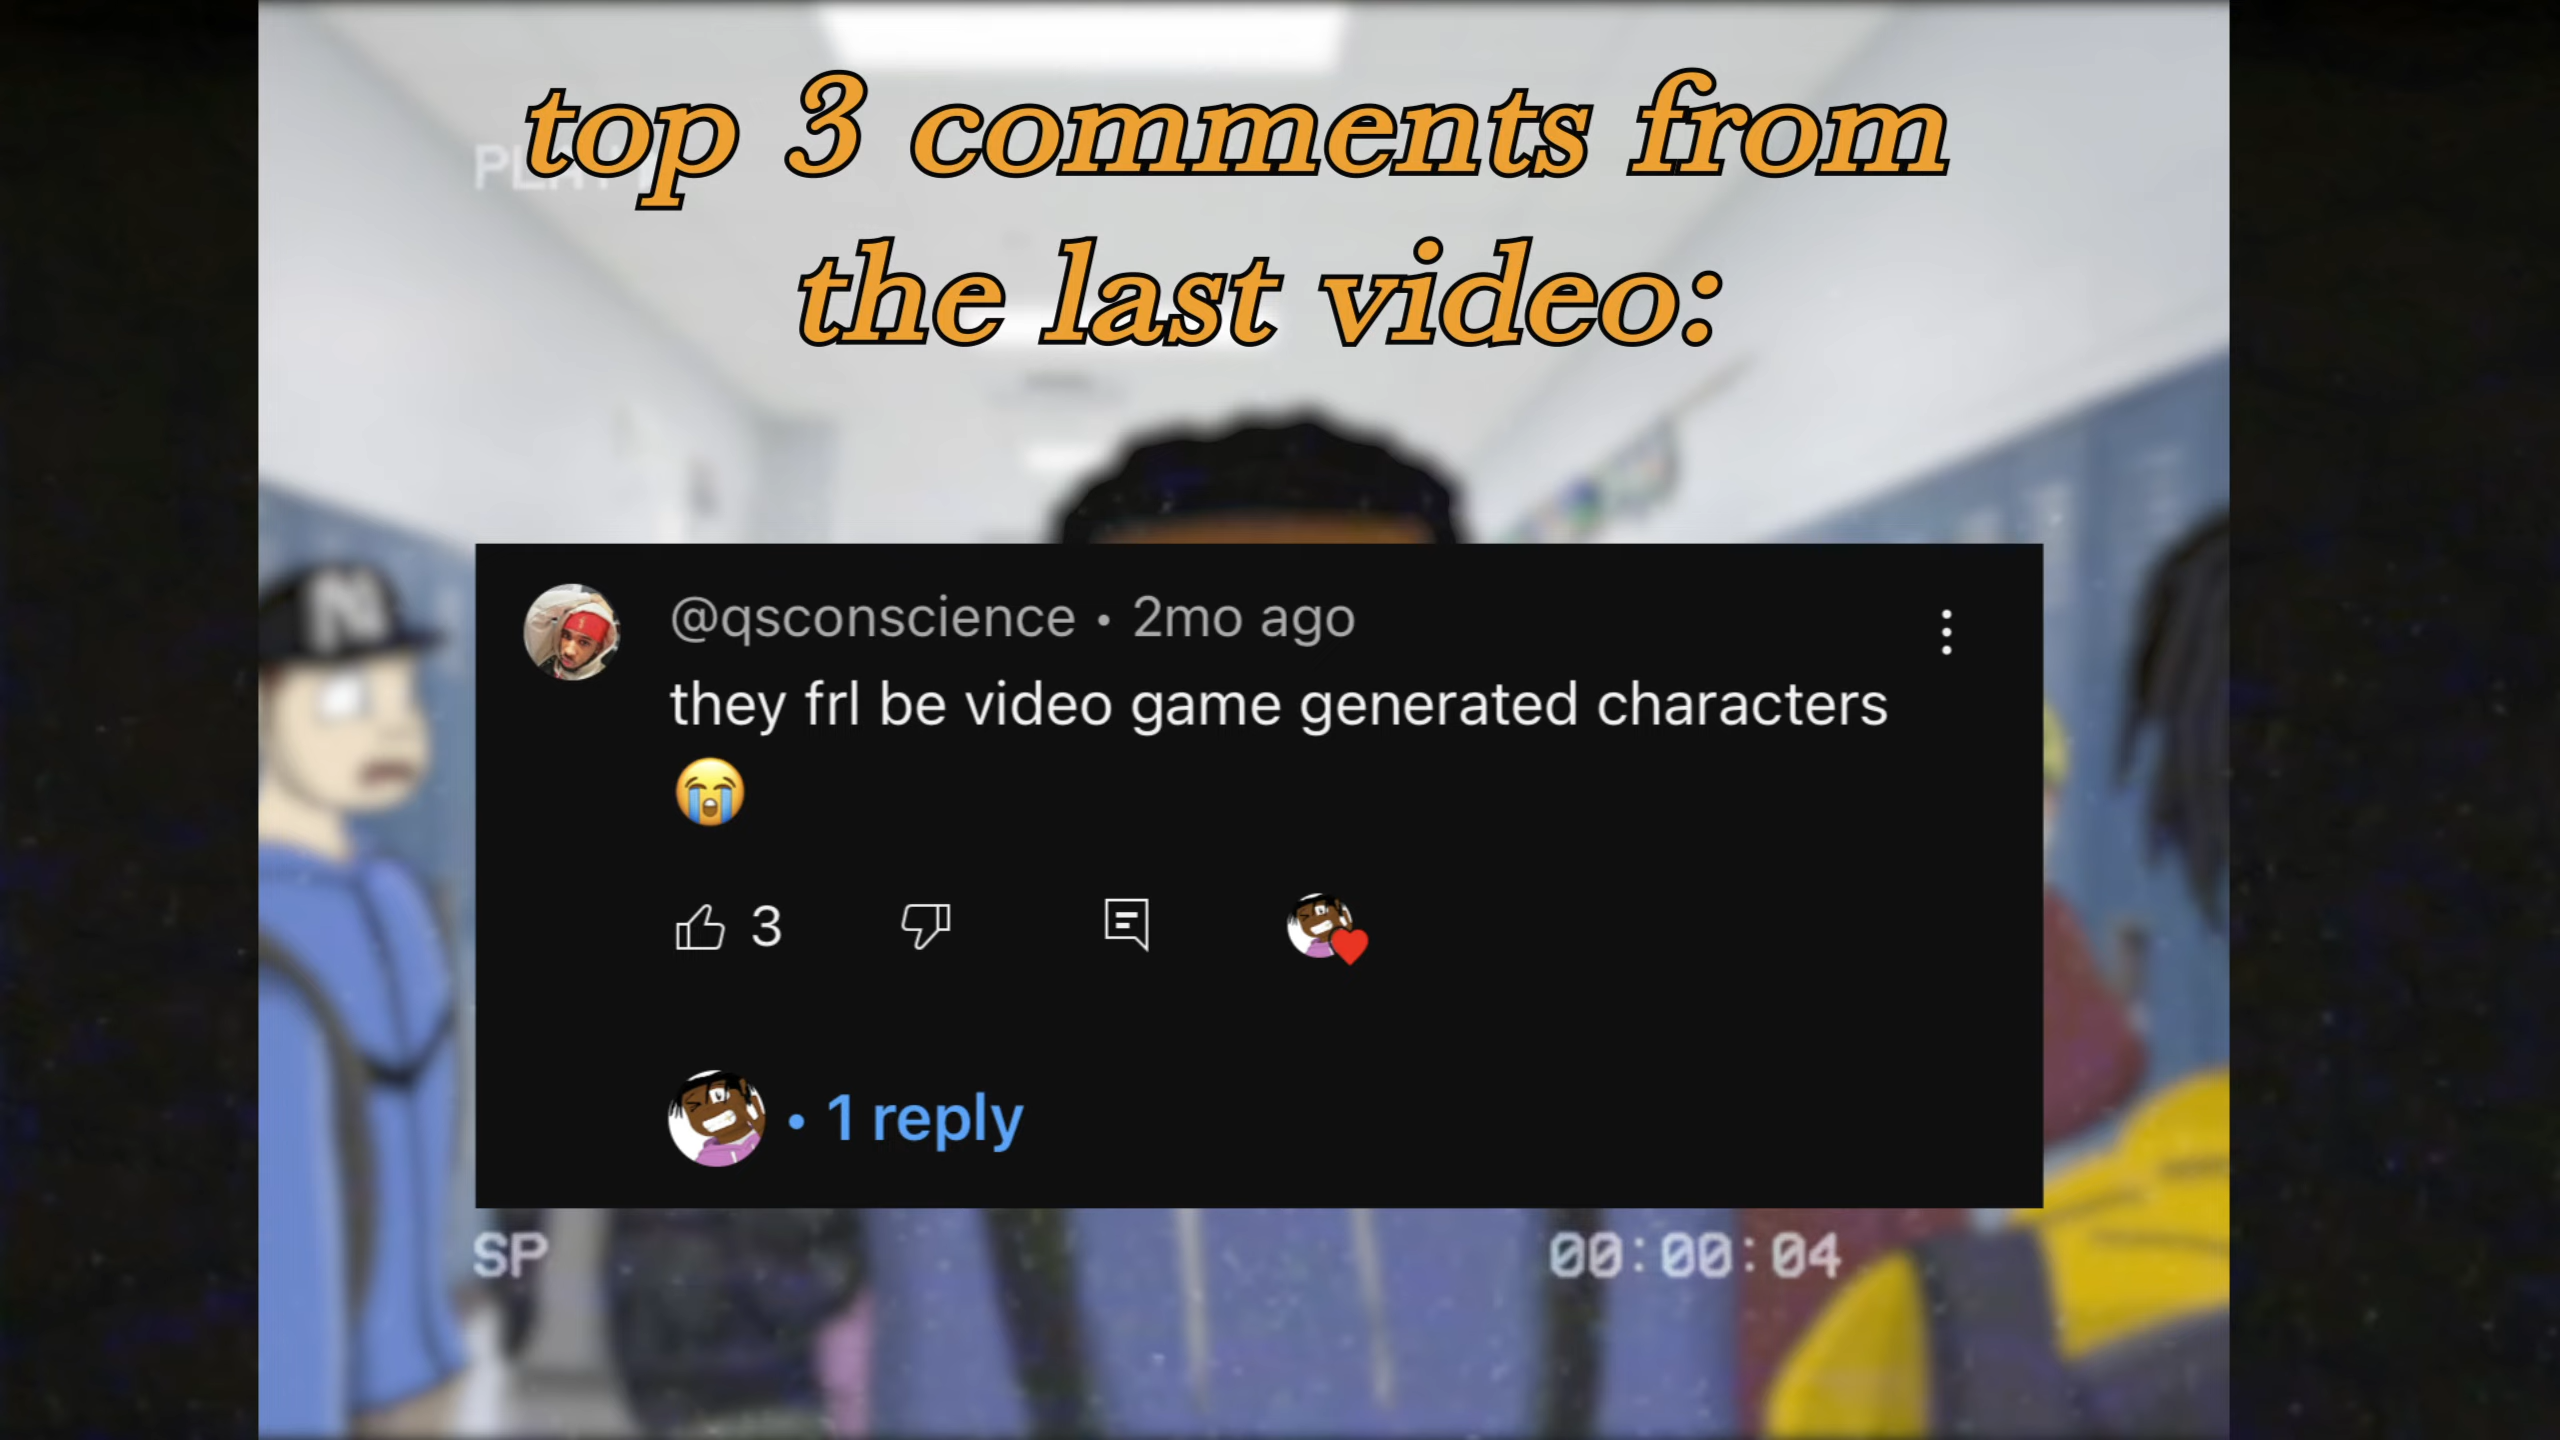 top 3 comments from
the last video:
@qsconscience • 2mo ago
they frl be video game generated characters
😭
3
• 1 reply
SP
00:00:04
N